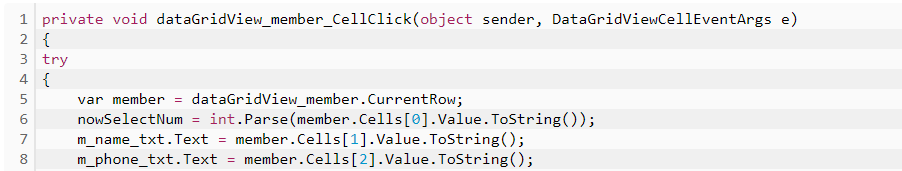 1 private void dataGridView_member_CellClick(object sender, DataGridViewCellEventArgs e)
2 {
3 try
4 {
5     var member = dataGridView_member.CurrentRow;
6     nowSelectNum = int.Parse(member.Cells[0].Value.ToString());
7     m_name_txt.Text = member.Cells[1].Value.ToString();
8     m_phone_txt.Text = member.Cells[2].Value.ToString();